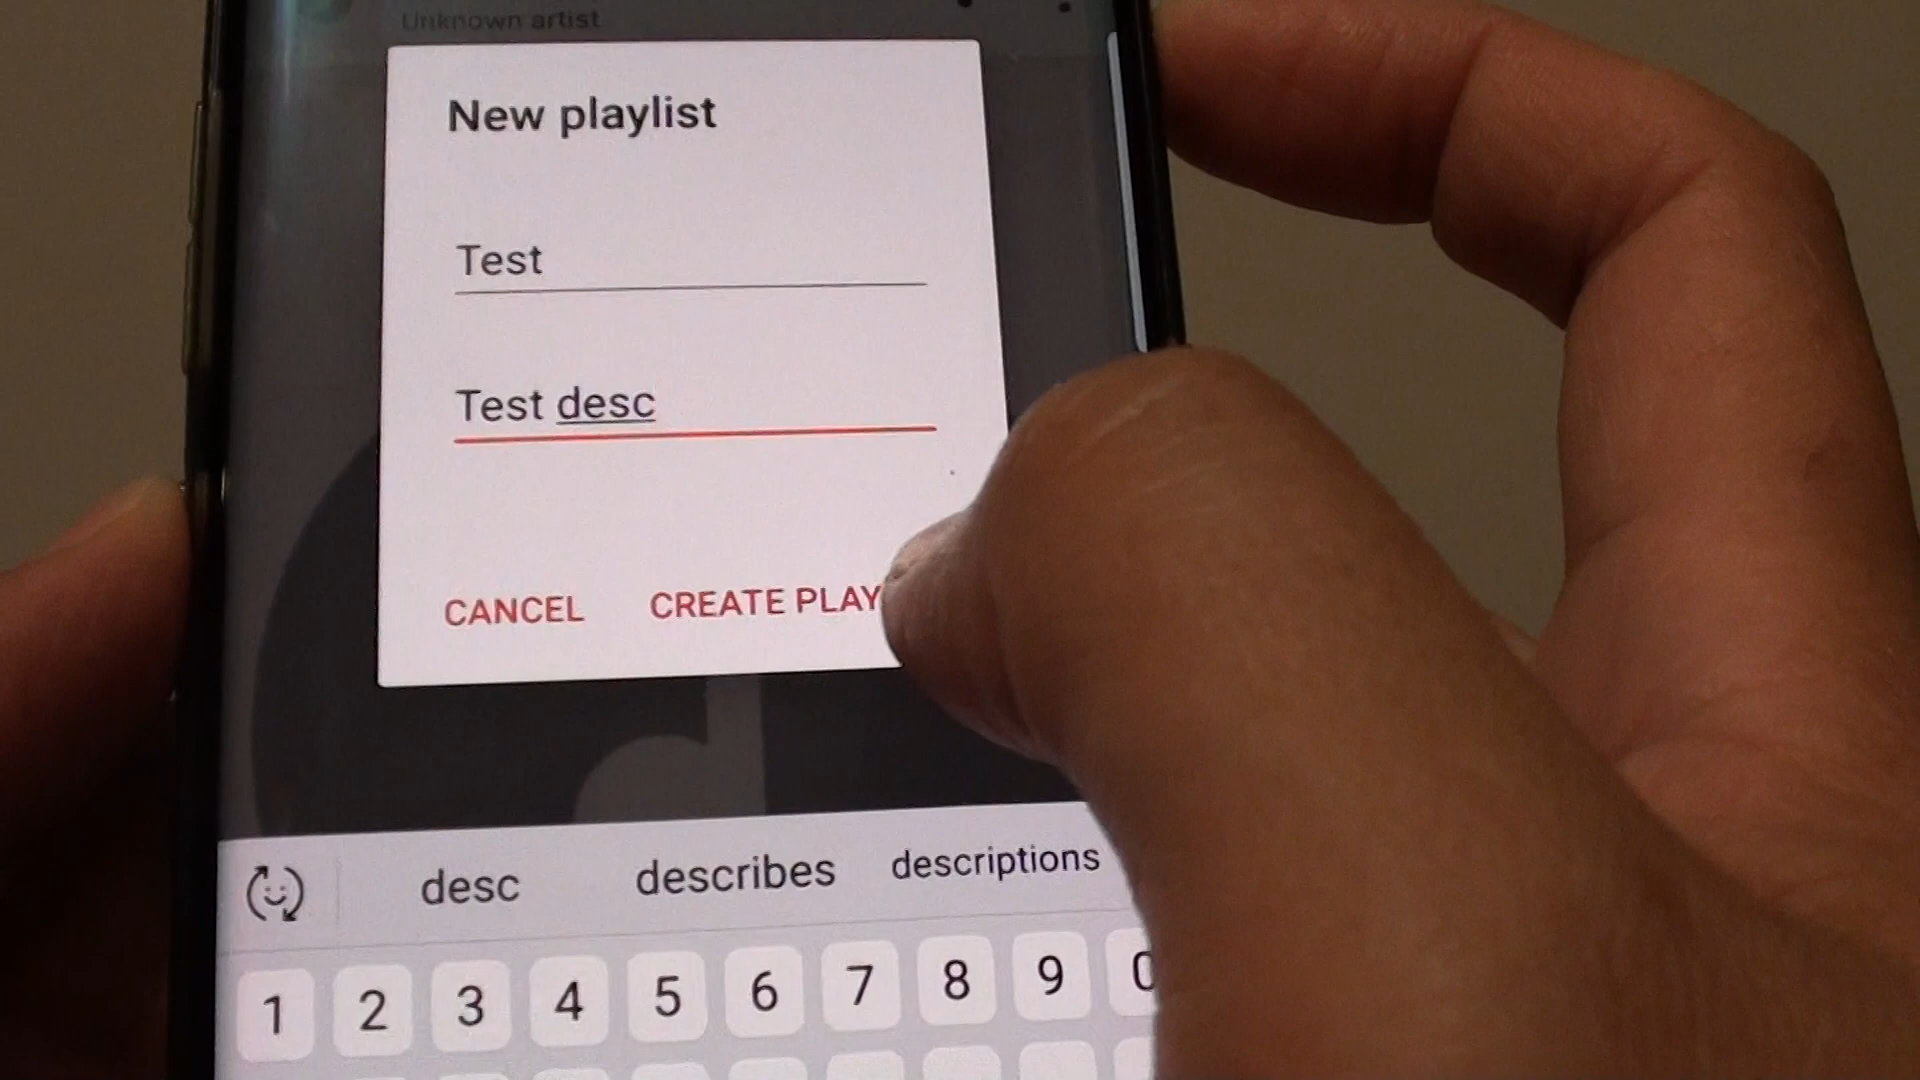 Unknown artist
New playlist
Test
Test desc
CANCEL CREATE PLAY
desc describes descriptions
1 2 3 4 5 6 7 8 9 0